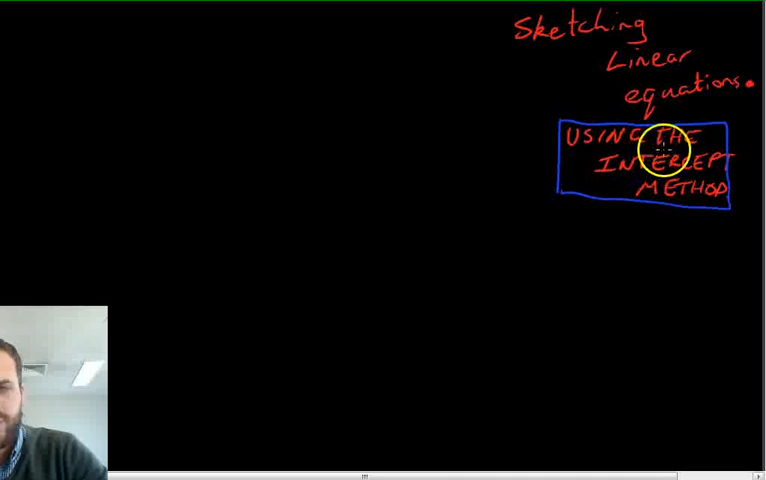 Sketching
Linear
equations.
USING THE
INTERCEPT
METHOD